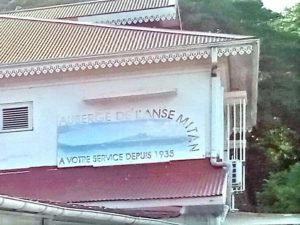 AUBERGE DE L'ANSE MITAN
A VOTRE SERVICE DEPUIS 1935